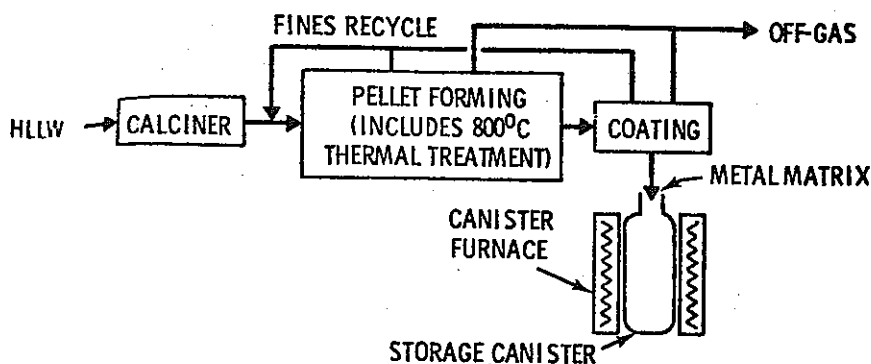 FINES RECYCLE
OFF-GAS
HLLW
CALCINER
PELLET FORMING
(INCLUDES 800°C
THERMAL TREATMENT)
COATING
METAL MATRIX
CANISTER
FURNACE
STORAGE CANISTER